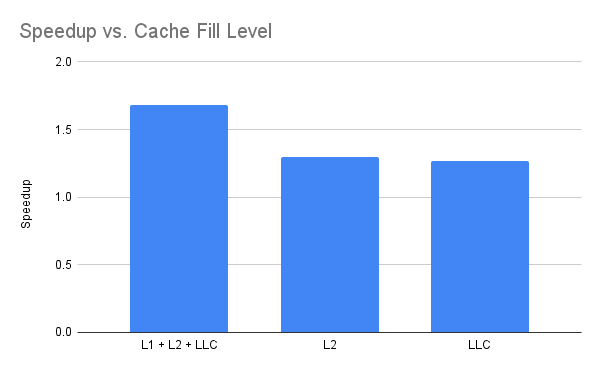 Speedup vs. Cache Fill Level
2.0
1.5
1.0
0.5
0.0
Speedup
L1 + L2 + LLC
L2
LLC